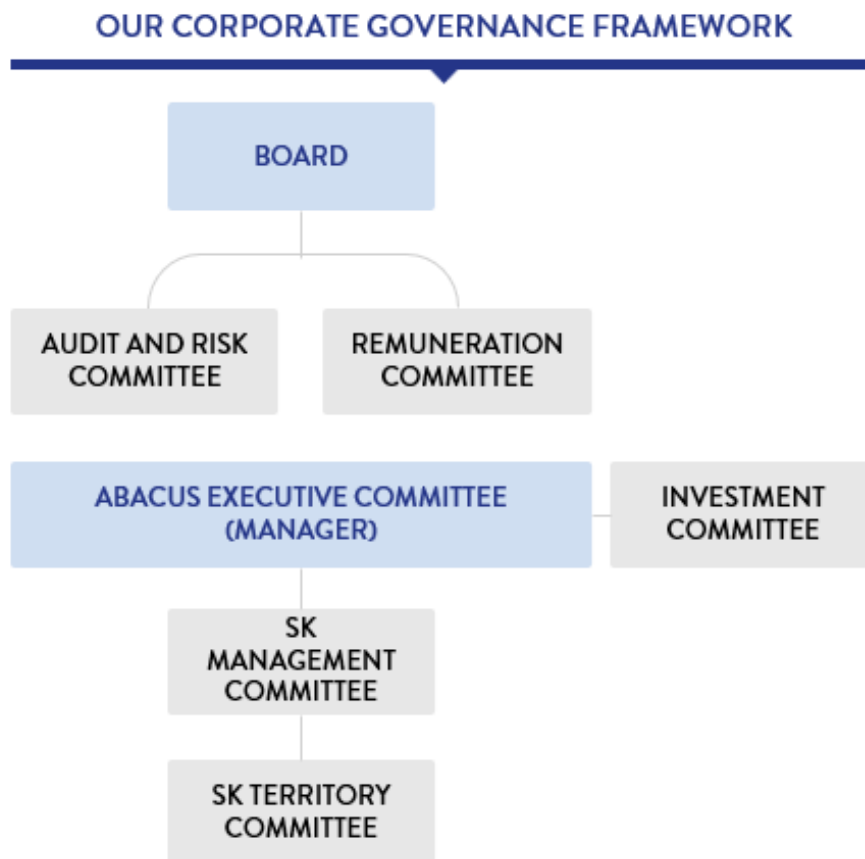 OUR CORPORATE GOVERNANCE FRAMEWORK
BOARD
AUDIT AND RISK
COMMITTEE
REMUNERATION
COMMITTEE
ABACUS EXECUTIVE COMMITTEE
(MANAGER)
INVESTMENT
COMMITTEE
SK
MANAGEMENT
COMMITTEE
SK TERRITORY
COMMITTEE